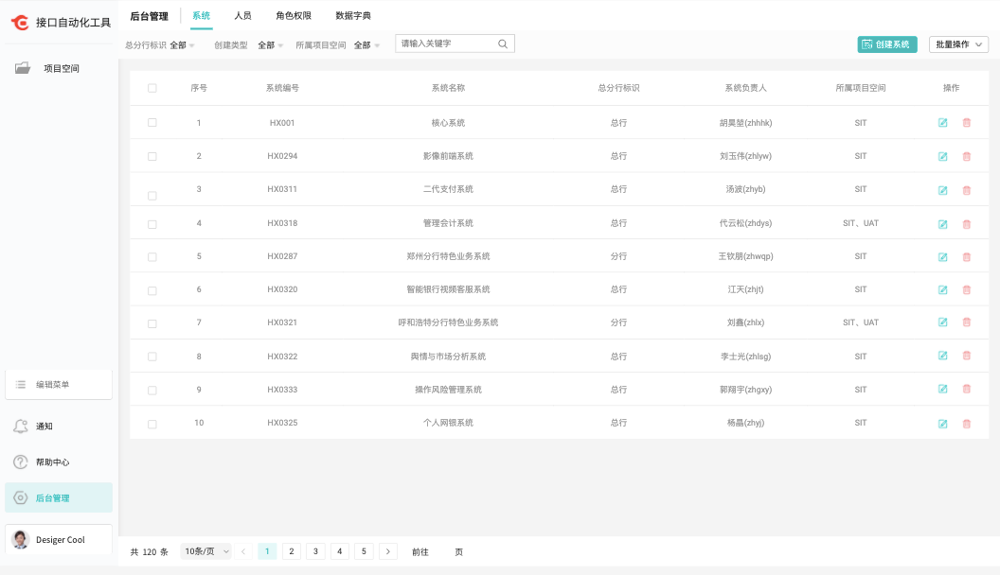 接口自动化工具
后台管理 系统 人员 角色权限 数据字典
总分行标识 全部 创建类型 全部 所属项目空间 全部 请输入关键字 创建系统 批量操作
项目空间
序号 系统编号 系统名称 总分行标识 系统负责人 所属项目空间 操作
1 HX001 核心系统 总行 胡昊堃(zhhhk) SIT
2 HX0294 影像前端系统 总行 刘玉伟(zhlyw) SIT
3 HX0311 二代支付系统 总行 汤波(zhyb) SIT
4 HX0318 管理会计系统 总行 代云松(zhdys) SIT、UAT
5 HX0287 郑州分行特色业务系统 分行 王钦朋(zhwqp) SIT
6 HX0320 智能银行视频客服系统 总行 江天(zhjt) SIT
7 HX0321 呼和浩特分行特色业务系统 分行 刘鑫(zhlx) SIT、UAT
8 HX0322 舆情与市场分析系统 总行 李士光(zhlsg) SIT
9 HX0333 操作风险管理系统 总行 郭翔宇(zhgxy) SIT
10 HX0325 个人网银系统 总行 杨晶(zhyj) SIT
编辑菜单
通知
帮助中心
后台管理
Desiger Cool
共 120 条 10条/页 1 2 3 4 5 前往 页